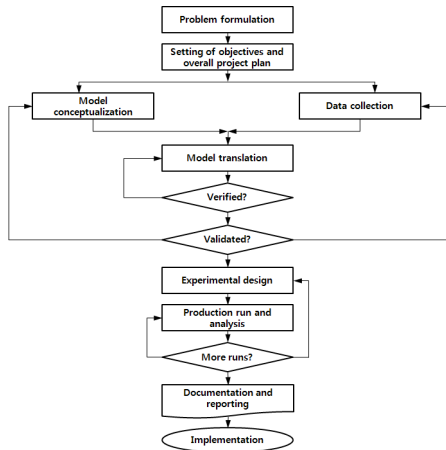 Problem formulation
Setting of objectives and
overall project plan
Model
conceptualization
Data collection
Model translation
Verified?
Validated?
Experimental design
Production run and
analysis
More runs?
Documentation and
reporting
Implementation